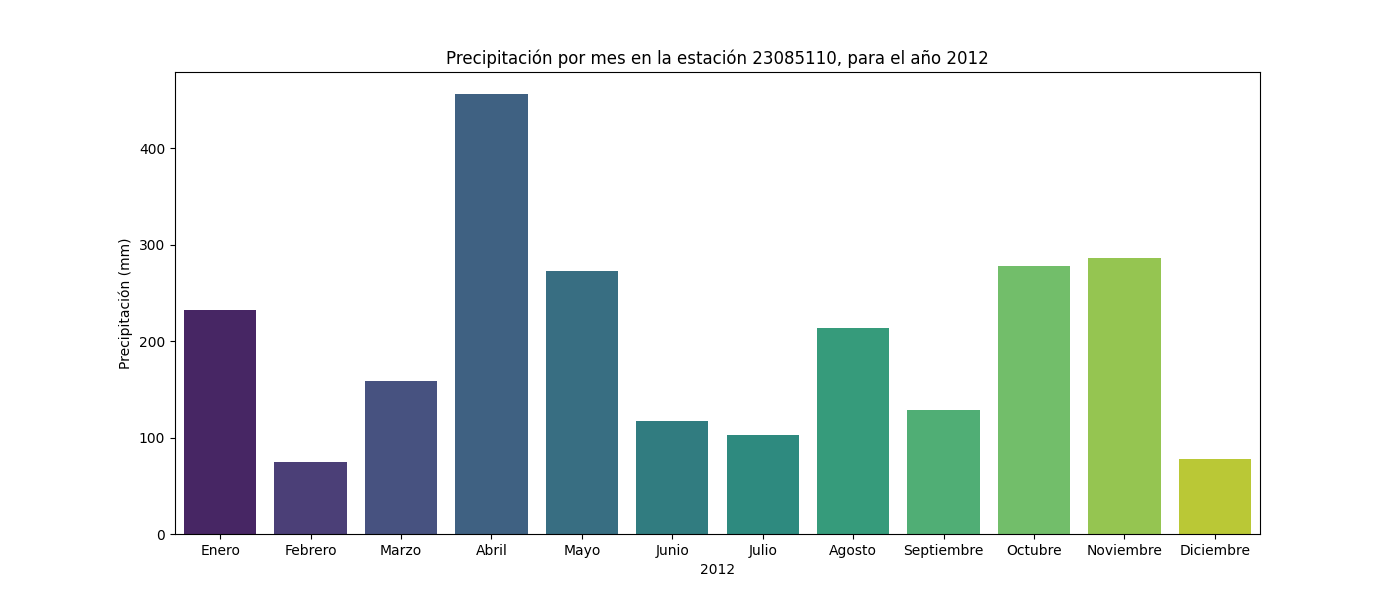 Precipitación por mes en la estación 23085110, para el año 2012
Precipitación (mm)
400
300
200
100
0
Enero Febrero Marzo Abril Mayo Junio Julio Agosto Septiembre Octubre Noviembre Diciembre
2012